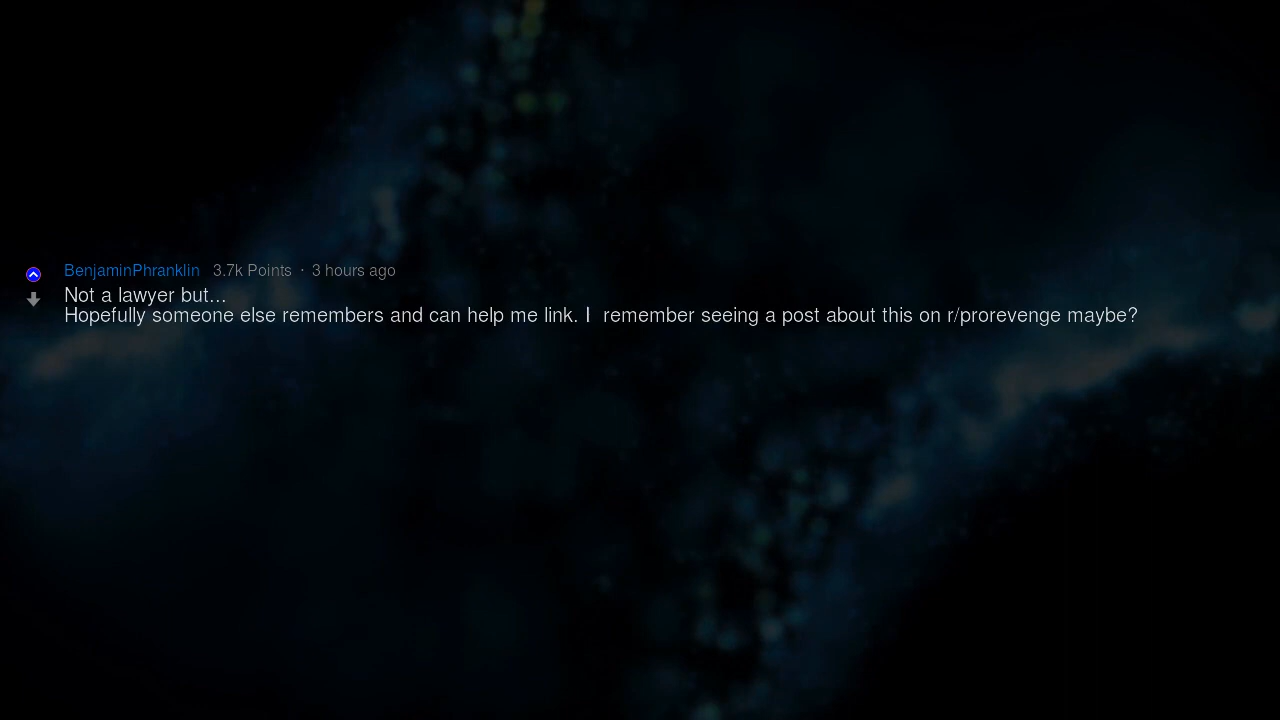 BenjaminPhranklin 3.7k Points · 3 hours ago
Not a lawyer but...
Hopefully someone else remembers and can help me link. I remember seeing a post about this on r/prorevenge maybe?